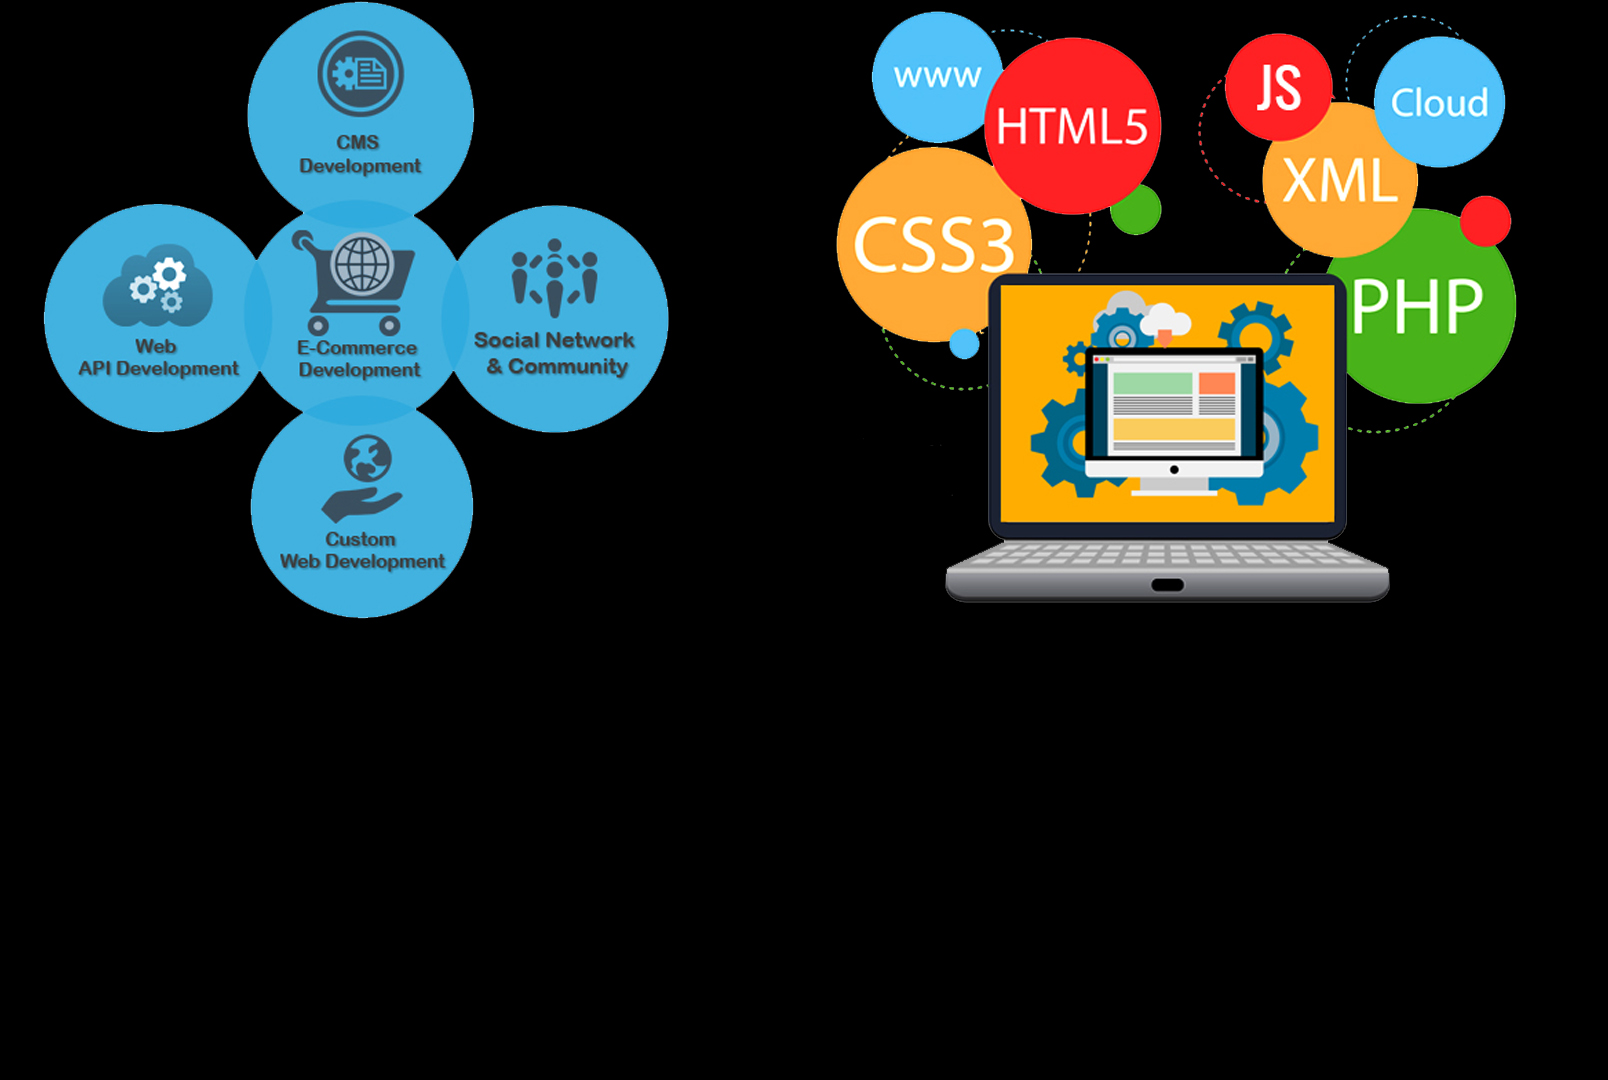 CMS
Development
Web
API Development
E-Commerce
Development
Social Network
& Community
Custom
Web Development
www
HTML5
CSS3
JS
Cloud
XML
PHP